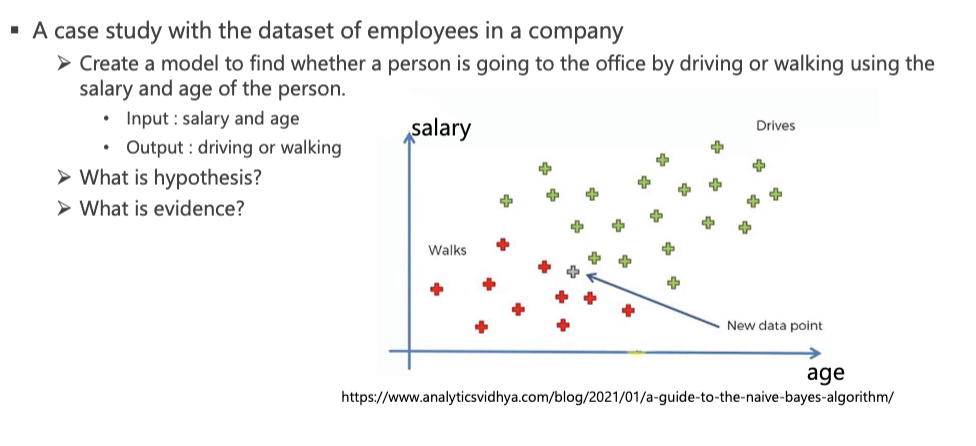 ▪ A case study with the dataset of employees in a company
➢ Create a model to find whether a person is going to the office by driving or walking using the
salary and age of the person.
• Input : salary and age
• Output : driving or walking
➢ What is hypothesis?
➢ What is evidence?
salary
Drives
Walks
New data point
age
https://www.analyticsvidhya.com/blog/2021/01/a-guide-to-the-naive-bayes-algorithm/